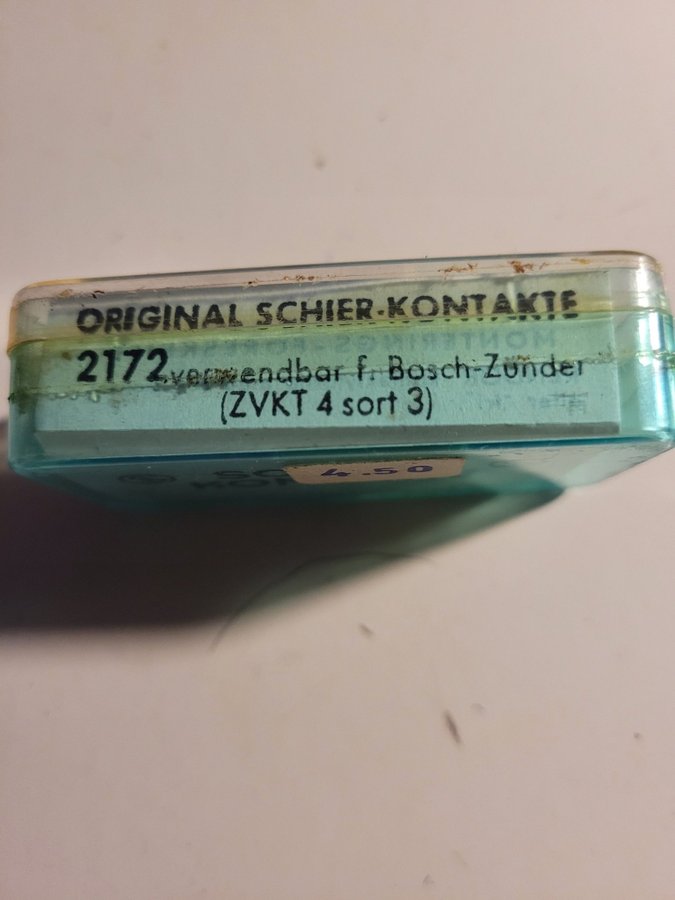 ORIGINAL SCHIER-KONTAKTE
2172 verwendbar f. Bosch-Zünder
(ZVKT 4 sort 3)
4.50